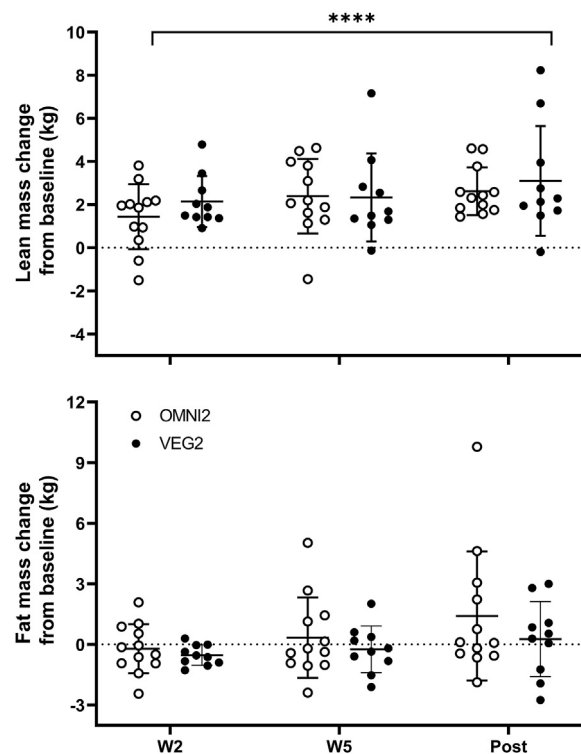 ****
Lean mass change
from baseline (kg)
10
8
6
4
2
0
-2
-4
Fat mass change
from baseline (kg)
12
9
6
3
0
-3
OMNI2
VEG2
W2 W5 Post